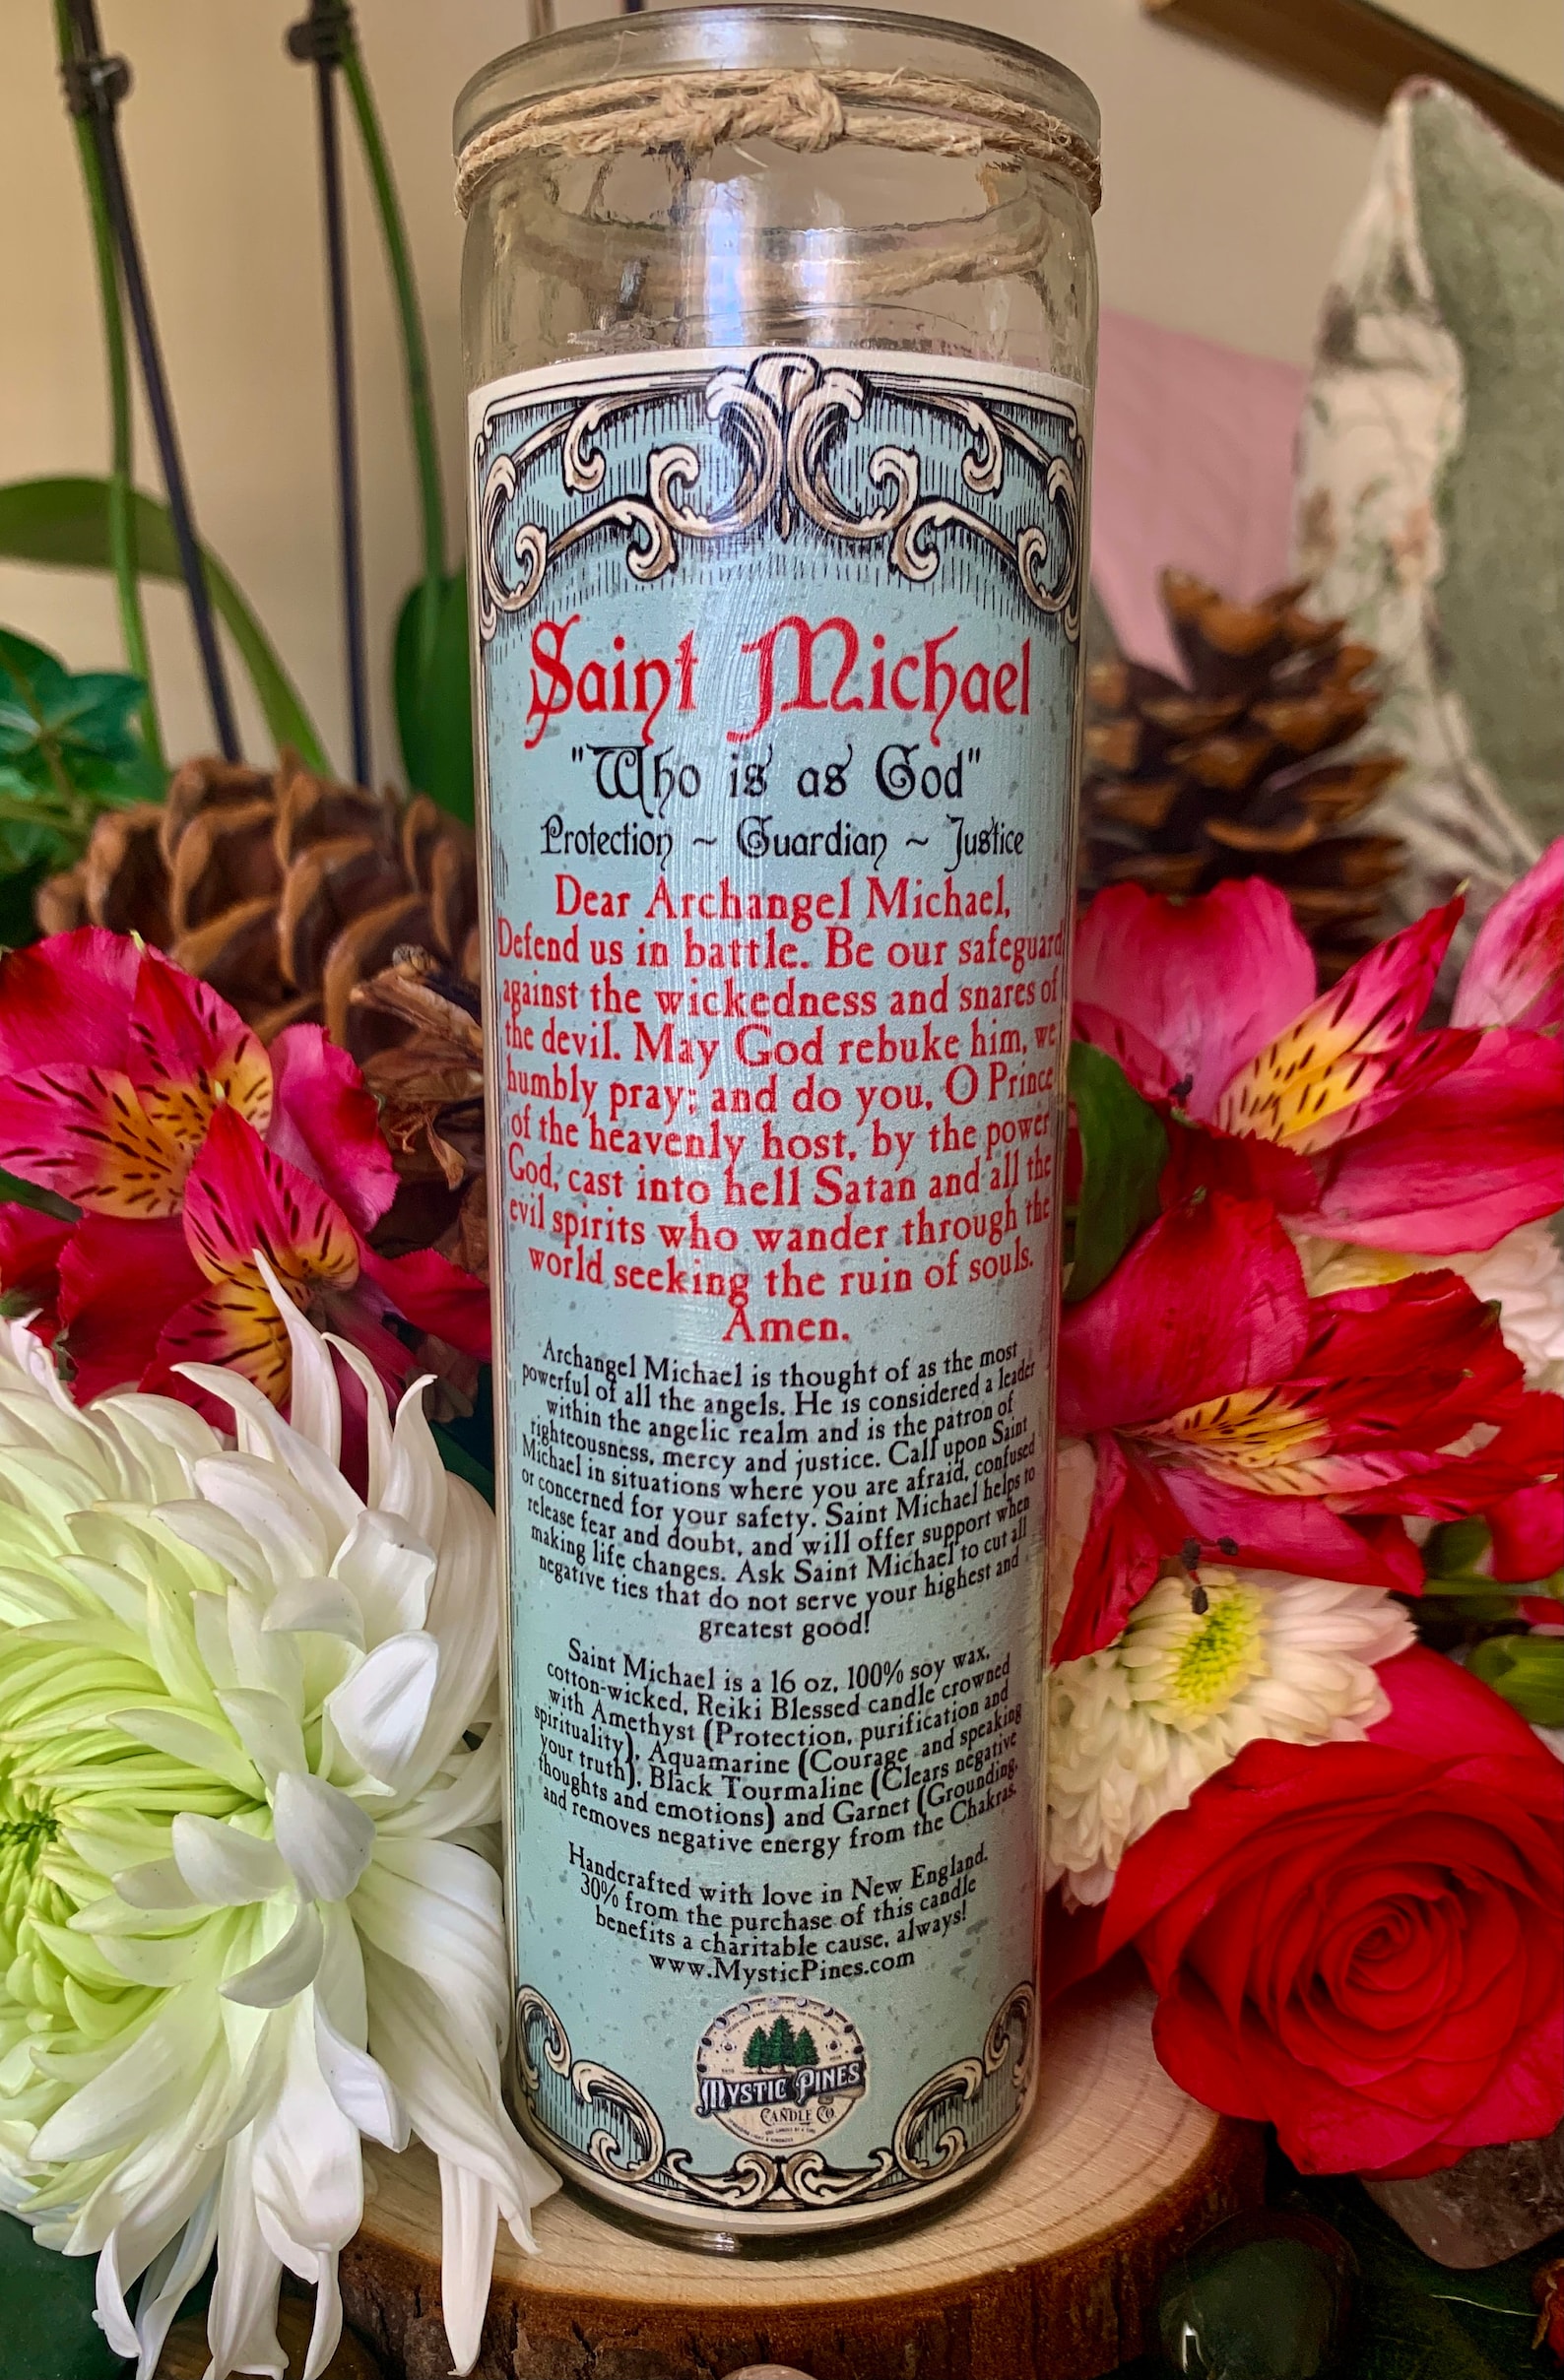 Saint Michael
"Who is as God"
Protection ~ Guardian ~ Justice
Dear Archangel Michael,
Defend us in battle. Be our safeguard
against the wickedness and snares of
the devil. May God rebuke him, we
humbly pray; and do you, O Prince
of the heavenly host, by the power
God, cast into hell Satan and all the
evil spirits who wander through the
world seeking the ruin of souls.
Amen.
Archangel Michael is thought of as the most
powerful of all the angels. He is considered a leader
within the angelic realm and is the patron of
righteousness, mercy and justice. Call upon Saint
Michael in situations where you are afraid, confused
or concerned for your safety. Saint Michael helps to
release fear and doubt, and will offer support when
making life changes. Ask Saint Michael to cut all
negative ties that do not serve your highest and
greatest good!
Saint Michael is a 16 oz, 100% soy wax,
cotton-wicked, Reiki Blessed candle crowned
with Amethyst (Protection, purification and
spirituality), Aquamarine (Courage and speaking
your truth), Black Tourmaline (Clears negative
thoughts and emotions) and Garnet (Grounding,
and removes negative energy from the Chakras.
Handcrafted with love in New England.
30% from the purchase of this candle
benefits a charitable cause, always!
www.MysticPines.com
MYSTIC PINES
CANDLE CO